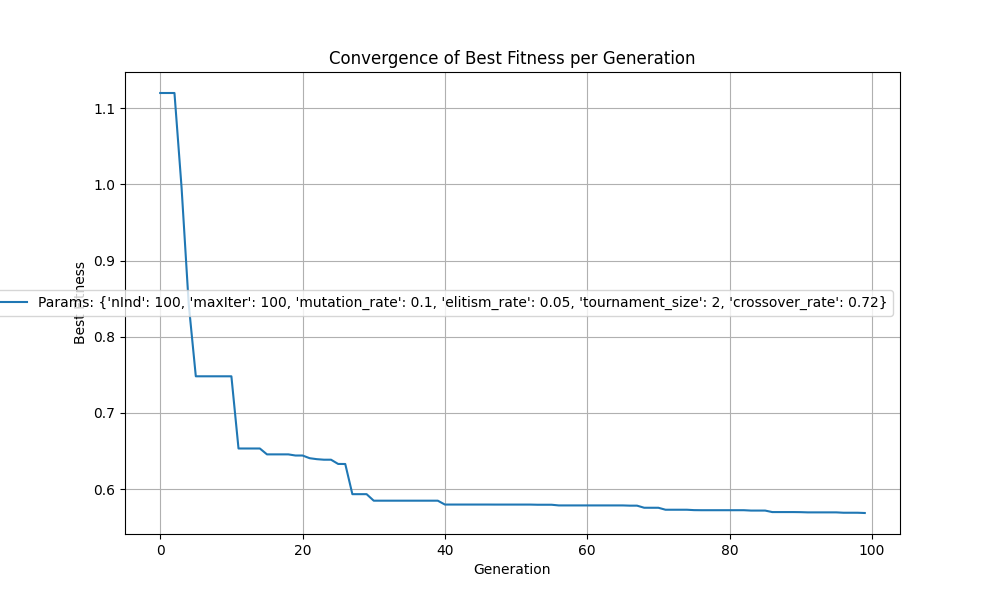 Convergence of Best Fitness per Generation
1.1
1.0
0.9
0.8
0.7
0.6
Best Fitness
Params: {'nInd': 100, 'maxIter': 100, 'mutation_rate': 0.1, 'elitism_rate': 0.05, 'tournament_size': 2, 'crossover_rate': 0.72}
0 20 40 60 80 100
Generation